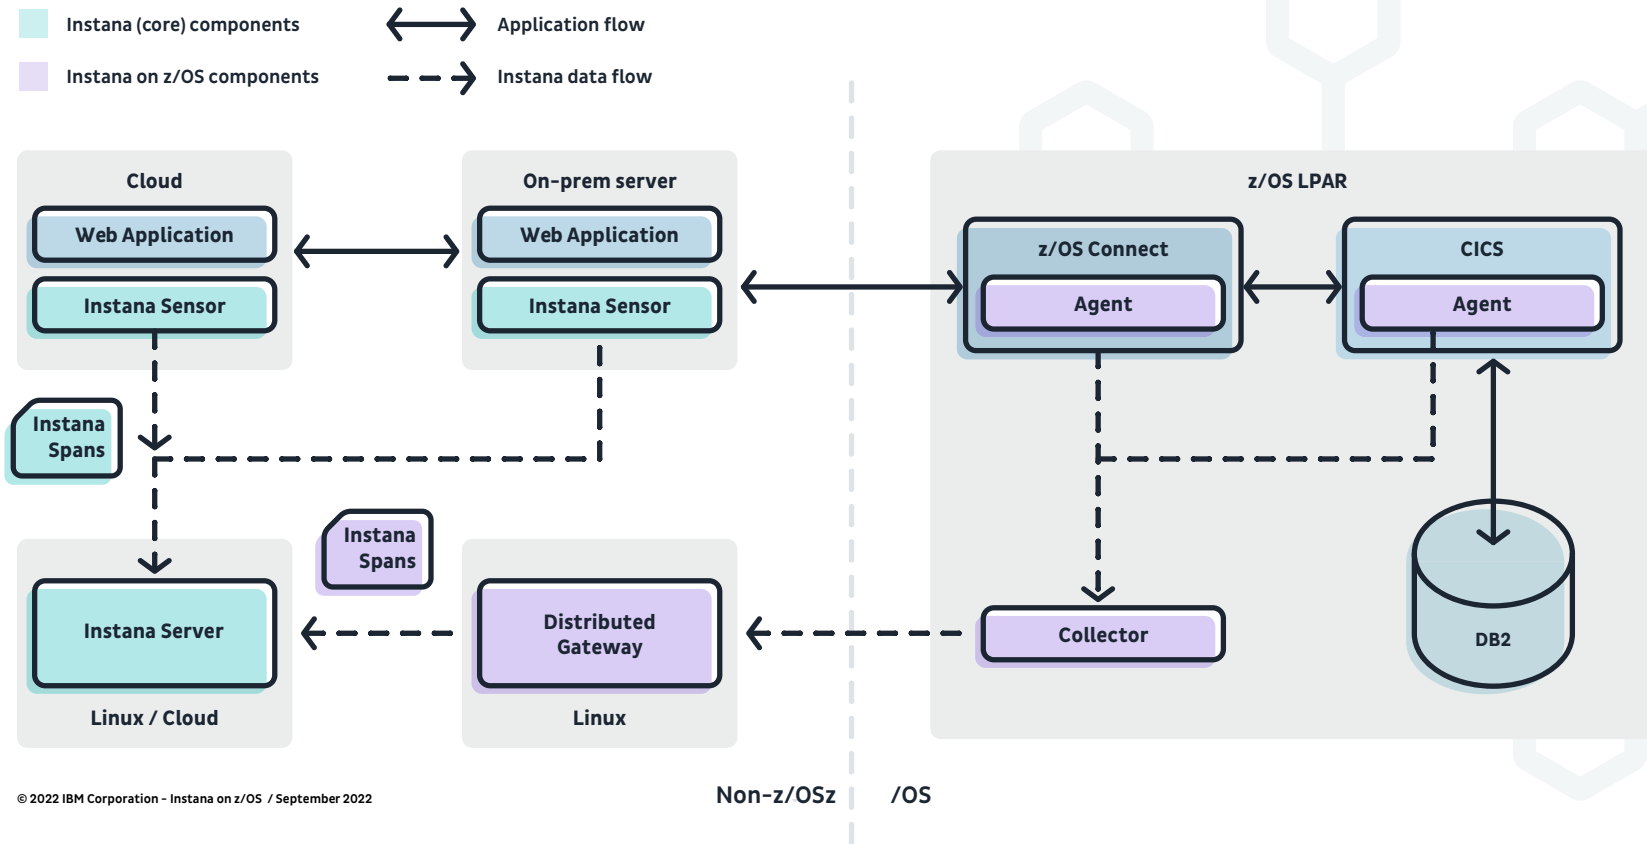 Instana (core) components
Application flow
Instana on z/OS components
Instana data flow
Cloud
Web Application
Instana Sensor
On-prem server
Web Application
Instana Sensor
z/OS LPAR
z/OS Connect
Agent
CICS
Agent
Instana
Spans
Instana
Spans
Instana Server
Linux / Cloud
Distributed
Gateway
Linux
Collector
DB2
© 2022 IBM Corporation - Instana on z/OS / September 2022
Non-z/OSz
/OS